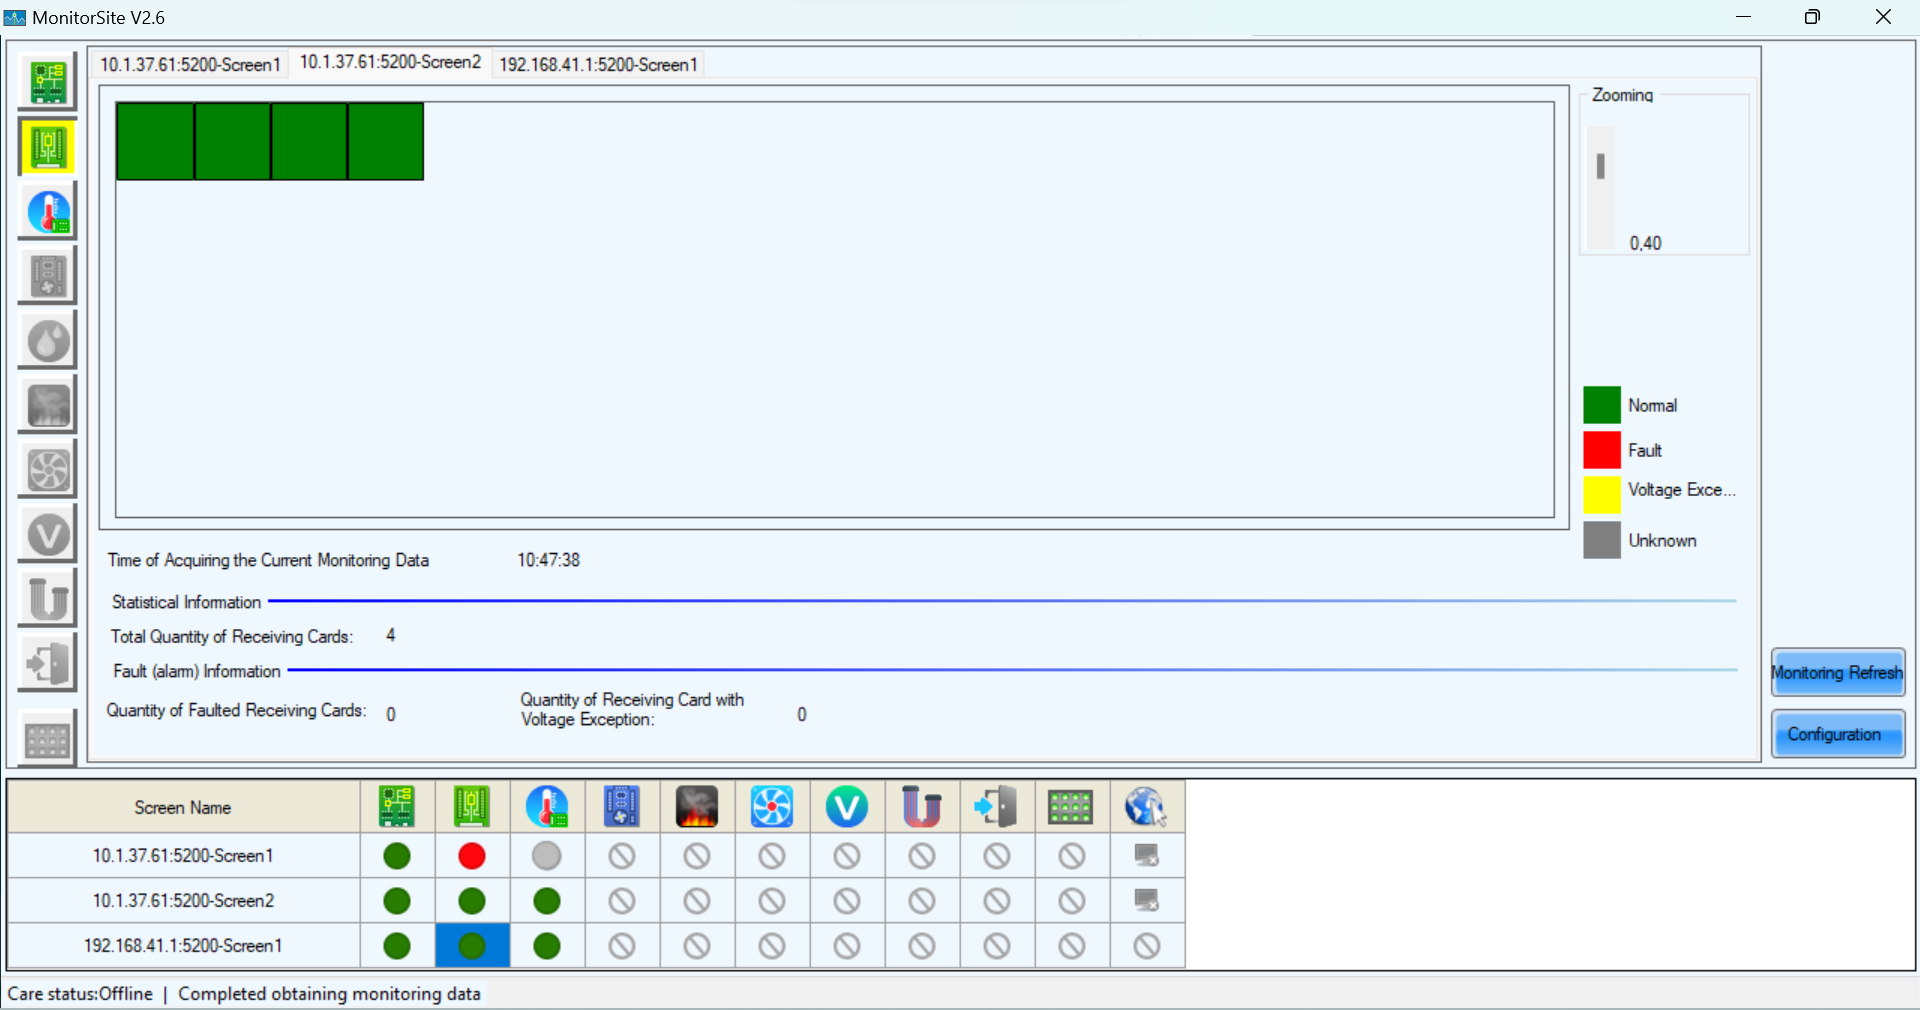 MonitorSite V2.6
10.1.37.61:5200-Screen1
10.1.37.61:5200-Screen2
192.168.41.1:5200-Screen1
Zooming
0,40
Normal
Fault
Voltage Exce...
Unknown
Time of Acquiring the Current Monitoring Data 10:47:38
Statistical Information
Total Quantity of Receiving Cards: 4
Fault (alarm) Information
Quantity of Faulted Receiving Cards: 0
Quantity of Receiving Card with
Voltage Exception: 0
Monitoring Refresh
Configuration
Screen Name
10.1.37.61:5200-Screen1
10.1.37.61:5200-Screen2
192.168.41.1:5200-Screen1
Care status:Offline | Completed obtaining monitoring data